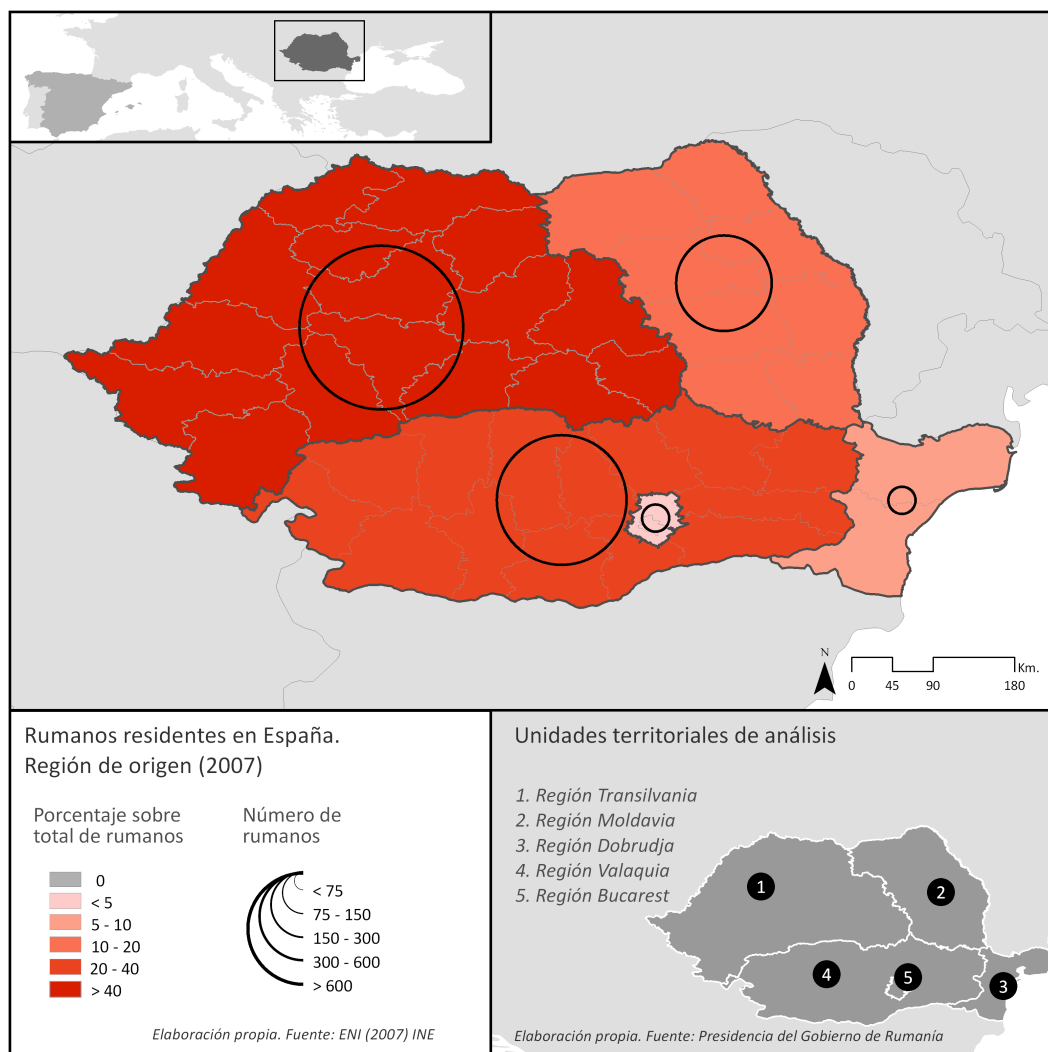 N
Km.
0 45 90 180
Rumanos residentes en España.
Región de origen (2007)
Porcentaje sobre
total de rumanos
0
< 5
5 - 10
10 - 20
20 - 40
> 40
Número de
rumanos
< 75
75 - 150
150 - 300
300 - 600
> 600
Elaboración propia. Fuente: ENI (2007) INE
Unidades territoriales de análisis
1. Región Transilvania
2. Región Moldavia
3. Región Dobrudja
4. Región Valaquia
5. Región Bucarest
1
2
4
5
3
Elaboración propia. Fuente: Presidencia del Gobierno de Rumanía